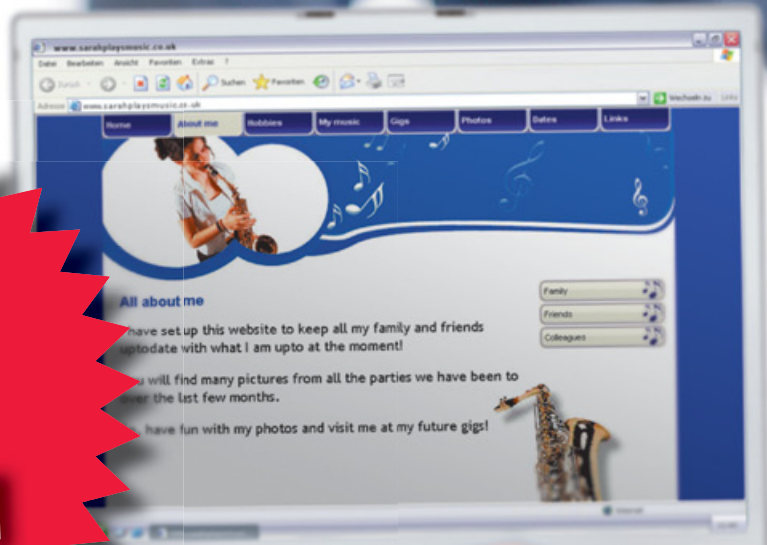 www.sarahplaysmusic.co.uk
Datei Bearbeiten Ansicht Favoriten Extras ?
Zurück Suchen Favoriten
Adresse www.sarahplaysmusic.co.uk Wechseln zu Links
Home About me Hobbies My music Gigs Photos Dates Links
All about me
Family
Friends
Colleagues
have set up this website to keep all my family and friends
uptodate with what I am upto at the moment!
will find many pictures from all the parties we have been to
over the last few months.
have fun with my photos and visit me at my future gigs!
Internet